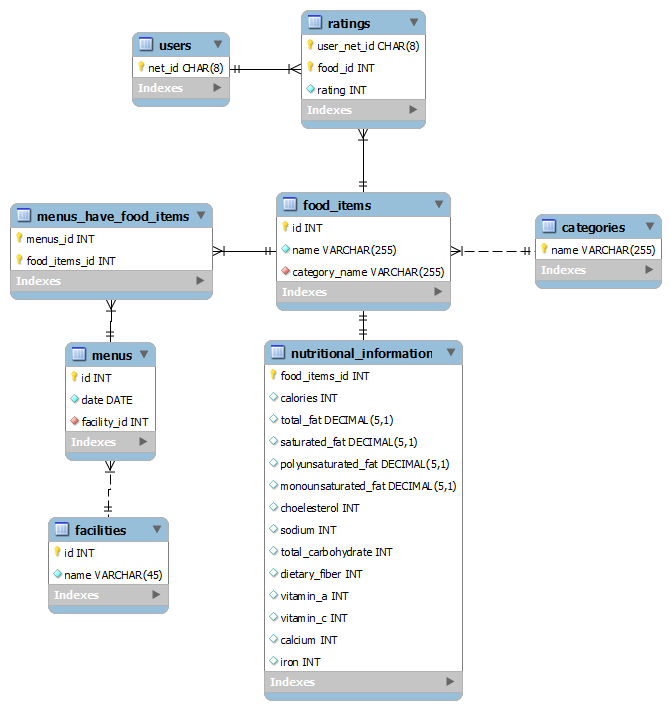 users
net_id CHAR(8)
Indexes
ratings
user_net_id CHAR(8)
food_id INT
rating INT
Indexes
menus_have_food_items
menus_id INT
food_items_id INT
Indexes
food_items
id INT
name VARCHAR(255)
category_name VARCHAR(255)
Indexes
categories
name VARCHAR(255)
Indexes
menus
id INT
date DATE
facility_id INT
Indexes
facilities
id INT
name VARCHAR(45)
Indexes
nutritional_information
food_items_id INT
calories INT
total_fat DECIMAL(5,1)
saturated_fat DECIMAL(5,1)
polyunsaturated_fat DECIMAL(5,1)
monounsaturated_fat DECIMAL(5,1)
choelesterol INT
sodium INT
total_carbohydrate INT
dietary_fiber INT
vitamin_a INT
vitamin_c INT
calcium INT
iron INT
Indexes